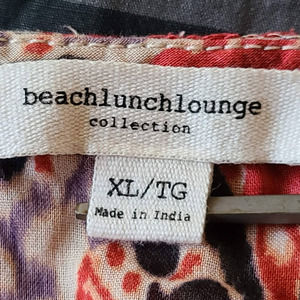 beachlunchlounge
collection
XL/TG
Made in India